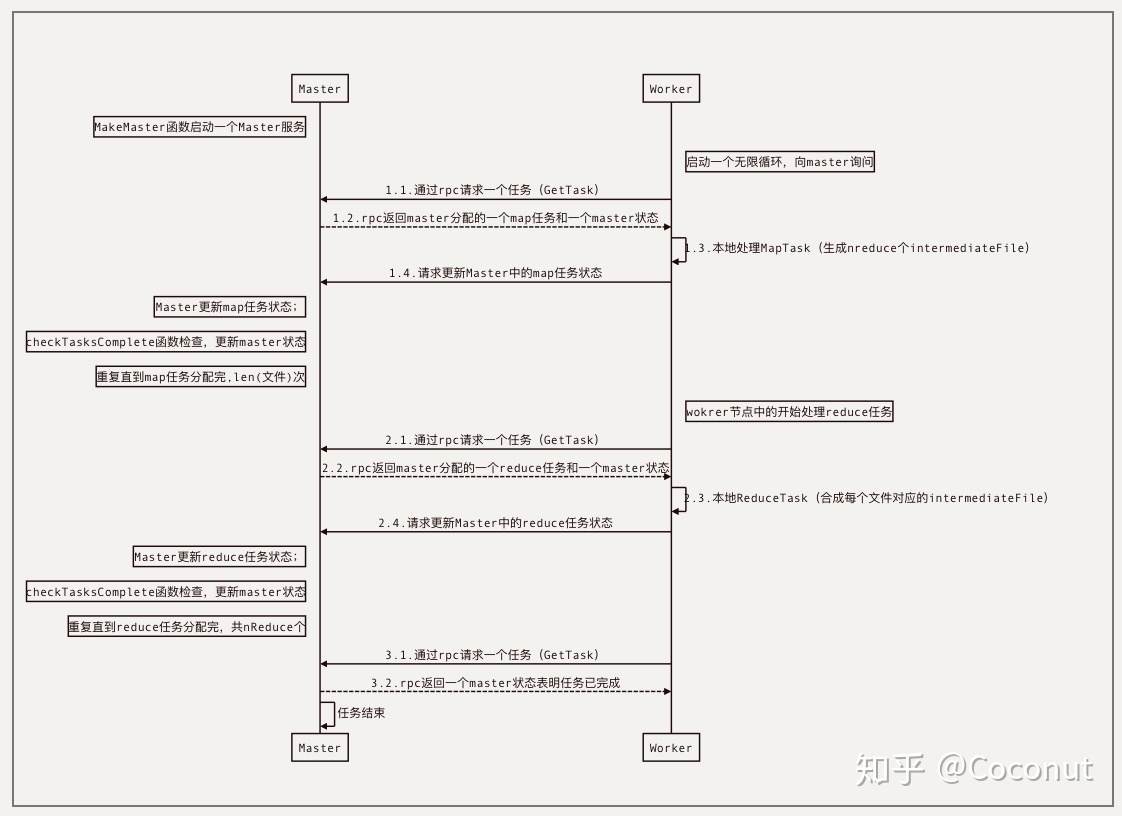 Master
Worker
MakeMaster函数启动一个Master服务
启动一个无限循环，向master询问
1.1.通过rpc请求一个任务（GetTask）
1.2.rpc返回master分配的一个map任务和一个master状态
1.3.本地处理MapTask（生成nreduce个intermediateFile）
1.4.请求更新Master中的map任务状态
Master更新map任务状态；
checkTasksComplete函数检查，更新master状态
重复直到map任务分配完,len(文件)次
wokrer节点中的开始处理reduce任务
2.1.通过rpc请求一个任务（GetTask）
2.2.rpc返回master分配的一个reduce任务和一个master状态
2.3.本地ReduceTask（合成每个文件对应的intermediateFile）
2.4.请求更新Master中的reduce任务状态
Master更新reduce任务状态；
checkTasksComplete函数检查，更新master状态
重复直到reduce任务分配完，共nReduce个
3.1.通过rpc请求一个任务（GetTask）
3.2.rpc返回一个master状态表明任务已完成
任务结束
Master
Worker
知乎 @Coconut